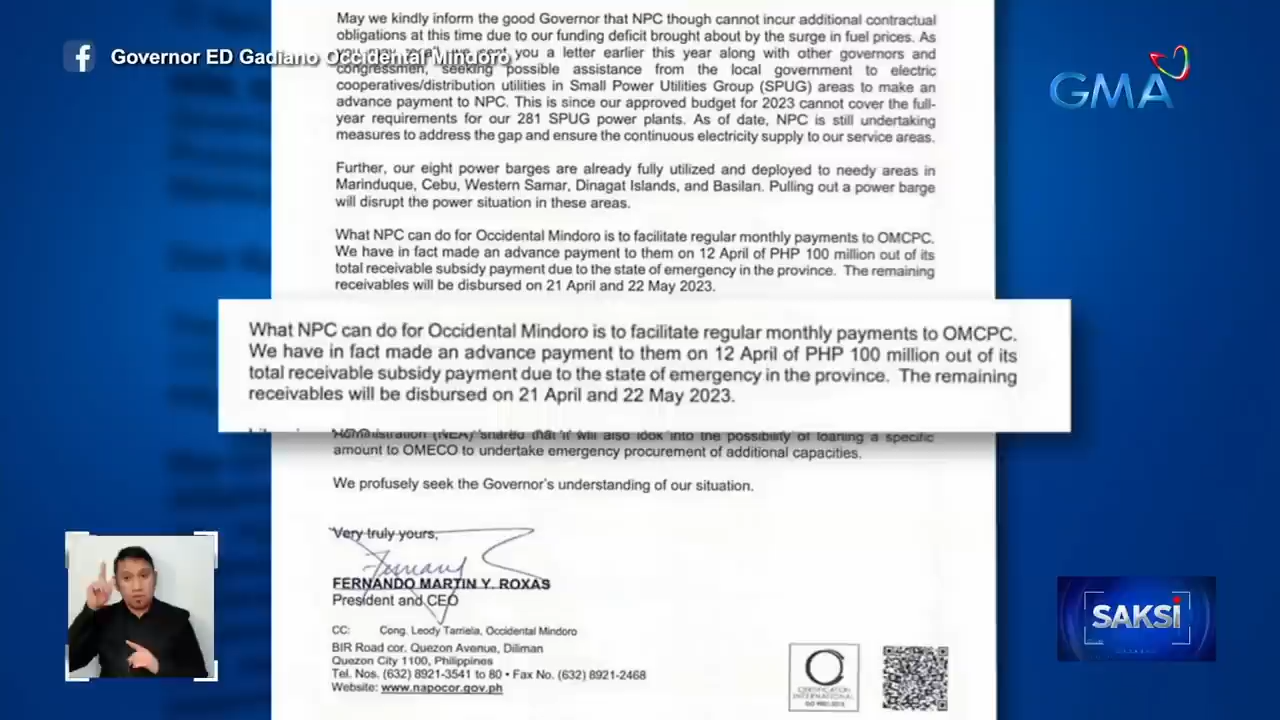 May we kindly inform the good Governor that NPC though cannot incur additional contractual
obligations at this time due to our funding deficit brought about by the surge in fuel prices. As
you a letter earlier this year along with other governors and
Governor ED Gadiano Occidental Mindoro
congressmen, seeking possible assistance from the local government to electric
cooperatives/distribution utilities in Small Power Utilities Group (SPUG) areas to make an
advance payment to NPC. This is since our approved budget for 2023 cannot cover the full-
year requirements for our 281 SPUG power plants. As of date, NPC is still undertaking
measures to address the gap and ensure the continuous electricity supply to our service areas.
GMA
Further, our eight power barges are already fully utilized and deployed to needy areas in
Marinduque, Cebu, Western Samar, Dinagat Islands, and Basilan. Pulling out a power barge
will disrupt the power situation in these areas.
What NPC can do for Occidental Mindoro is to facilitate regular monthly payments to OMCPC.
We have in fact made an advance payment to them on 12 April of PHP 100 million out of its
total receivable subsidy payment due to the state of emergency in the province. The remaining
receivables will be disbursed on 21 April and 22 May 2023.
What NPC can do for Occidental Mindoro is to facilitate regular monthly payments to OMCPC.
We have in fact made an advance payment to them on 12 April of PHP 100 million out of its
total receivable subsidy payment due to the state of emergency in the province. The remaining
receivables will be disbursed on 21 April and 22 May 2023.
Administration (NEA) shared that it will also look into the possibility of loaning a specific
amount to OMECO to undertake emergency procurement of additional capacities.
We profusely seek the Governor's understanding of our situation.
Very truly yours,
FERNANDO MARTIN Y. ROXAS
President and CEO
CC: Cong. Leody Tarriela, Occidental Mindoro
BIR Road cor. Quezon Avenue, Diliman
Quezon City 1100, Philippines
Tel. Nos. (632) 8921-3541 to 80 • Fax No. (632) 8921-2468
Website: www.napocor.gov.ph
CERTIFICATION
INTERNATIONAL
SAKSI